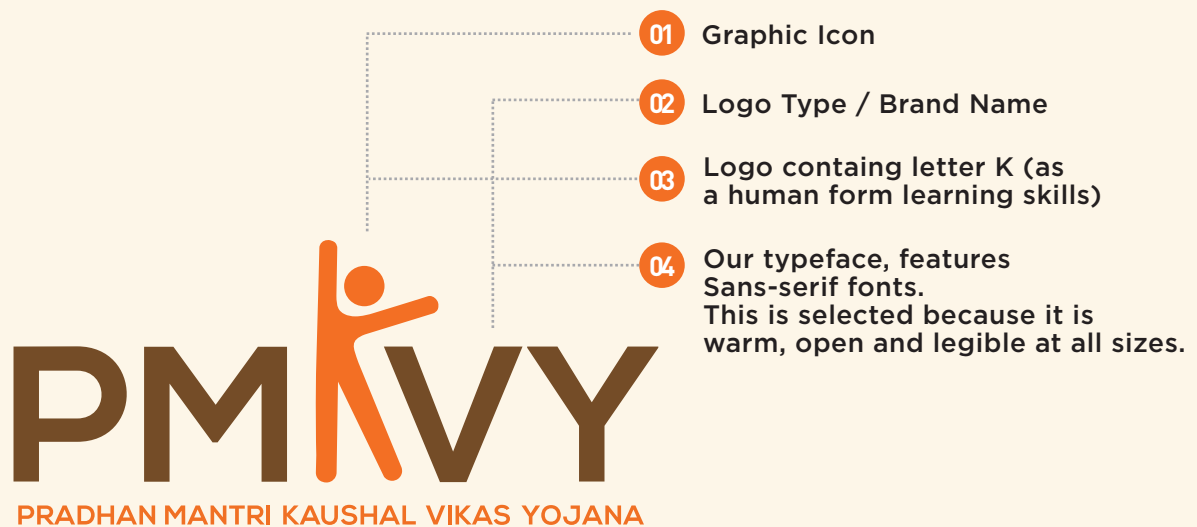 01 Graphic Icon
02 Logo Type / Brand Name
03 Logo containg letter K (as
a human form learning skills)
04 Our typeface, features
Sans-serif fonts.
This is selected because it is
warm, open and legible at all sizes.
PMKVY
PRADHAN MANTRI KAUSHAL VIKAS YOJANA